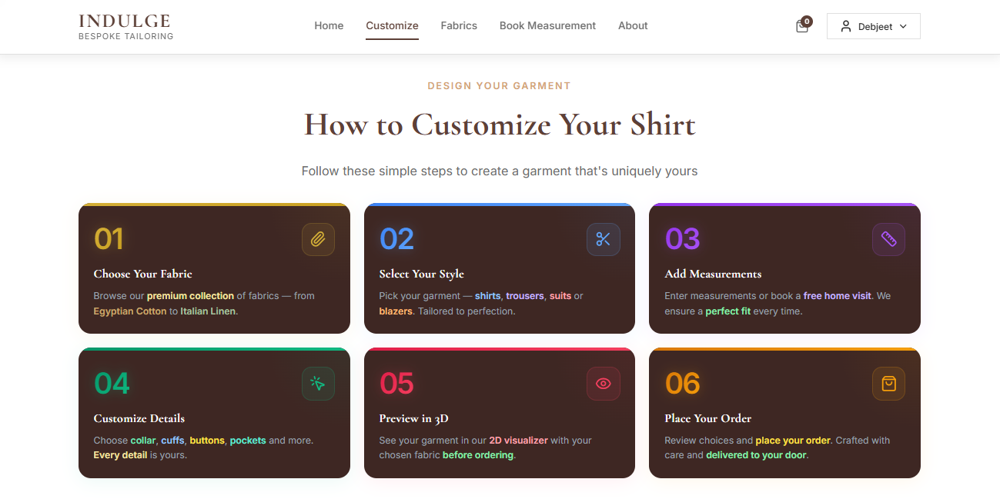 INDULGE
BESPOKE TAILORING
Home
Customize
Fabrics
Book Measurement
About
0
Debjeet
DESIGN YOUR GARMENT
How to Customize Your Shirt
Follow these simple steps to create a garment that's uniquely yours
01
Choose Your Fabric
Browse our premium collection of fabrics — from
Egyptian Cotton to Italian Linen.
02
Select Your Style
Pick your garment — shirts, trousers, suits or
blazers. Tailored to perfection.
03
Add Measurements
Enter measurements or book a free home visit. We
ensure a perfect fit every time.
04
Customize Details
Choose collar, cuffs, buttons, pockets and more.
Every detail is yours.
05
Preview in 3D
See your garment in our 2D visualizer with your
chosen fabric before ordering.
06
Place Your Order
Review choices and place your order. Crafted with
care and delivered to your door.